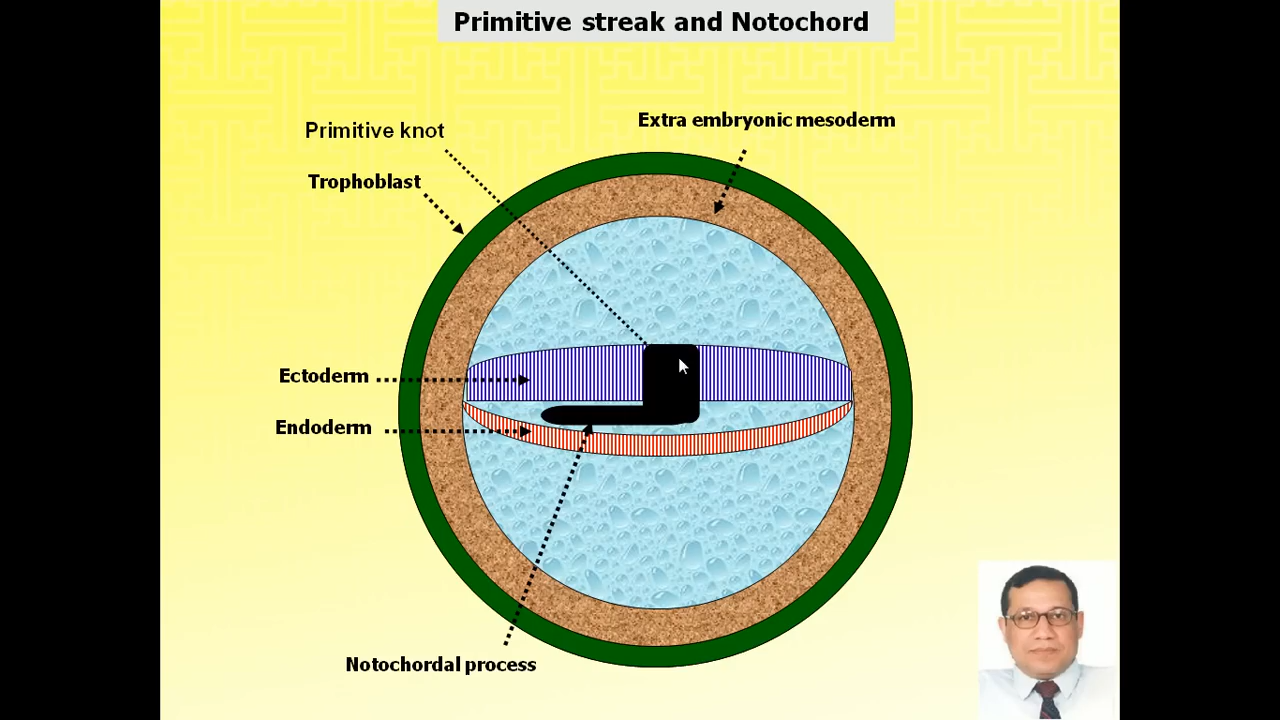 Primitive streak and Notochord
Extra embryonic mesoderm
Primitive knot
Trophoblast
Ectoderm
Endoderm
Notochordal process